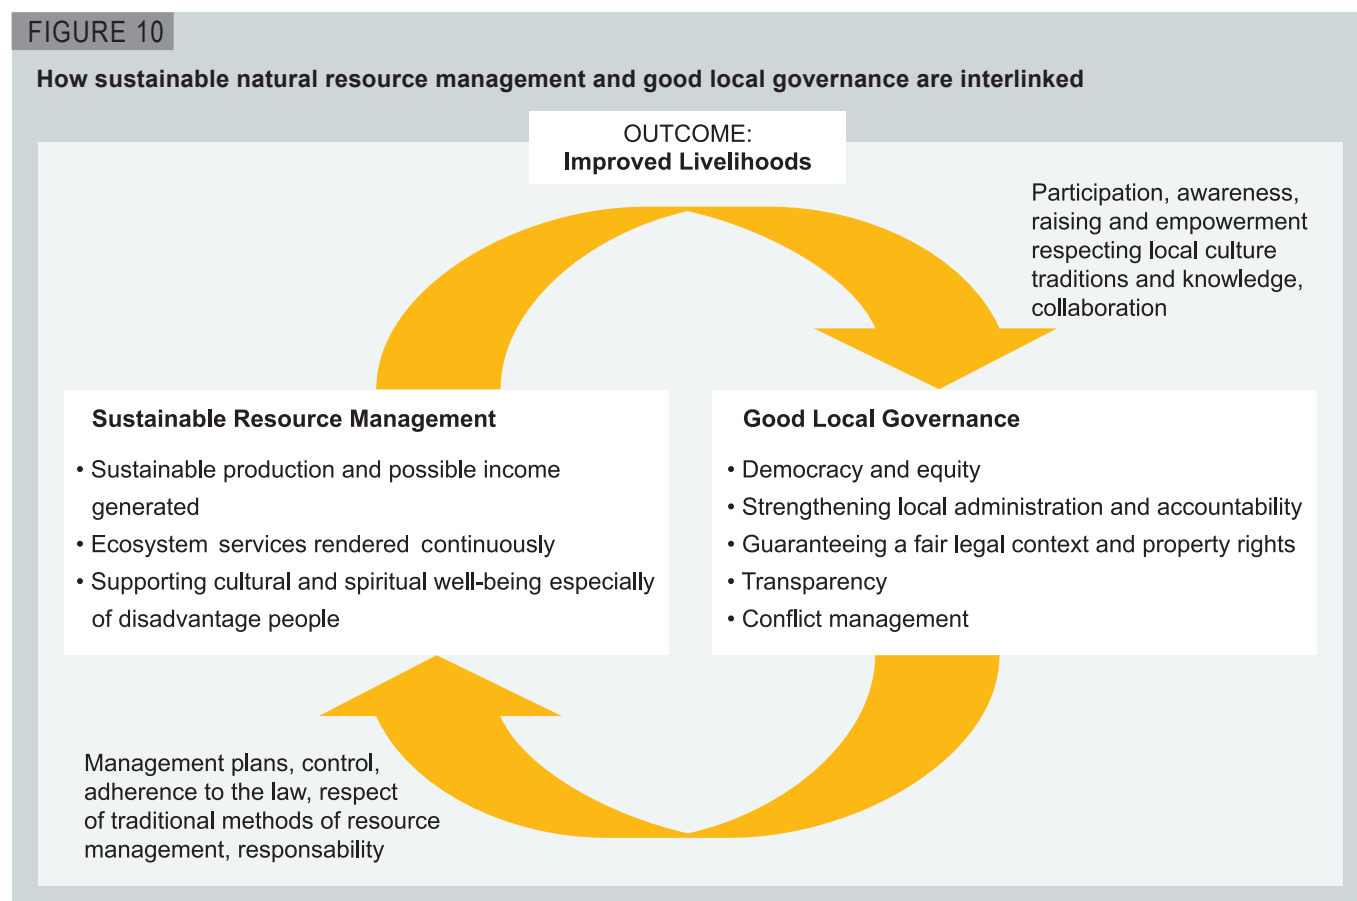 FIGURE 10
How sustainable natural resource management and good local governance are interlinked
OUTCOME:
Improved Livelihoods
Participation, awareness,
raising and empowerment
respecting local culture
traditions and knowledge,
collaboration
Sustainable Resource Management
• Sustainable production and possible income
generated
• Ecosystem services rendered continuously
• Supporting cultural and spiritual well-being especially
of disadvantage people
Good Local Governance
• Democracy and equity
• Strengthening local administration and accountability
• Guaranteeing a fair legal context and property rights
• Transparency
• Conflict management
Management plans, control,
adherence to the law, respect
of traditional methods of resource
management, responsability